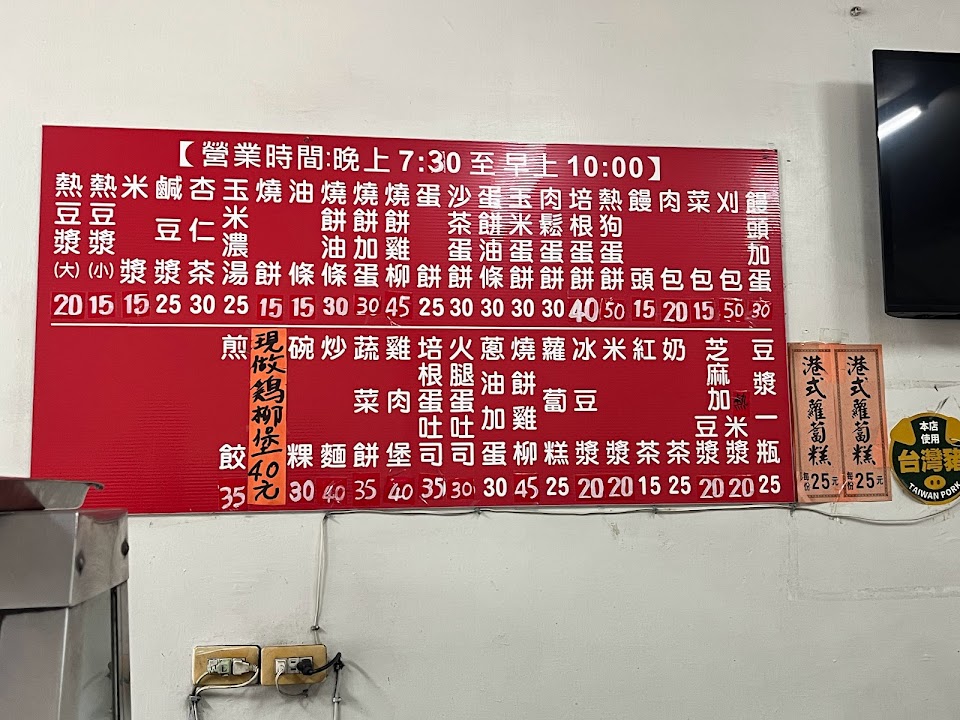 【營業時間:晚上7:30至早上10:00】
熱豆漿(大) 20
熱豆漿(小) 15
米漿 15
鹹豆漿 25
杏仁茶 30
玉米濃湯 25
燒餅 15
油條 15
燒餅油條 30
燒餅加蛋 30
燒餅雞柳 45
蛋餅 25
沙茶蛋餅 30
蛋餅油條 30
玉米蛋餅 30
肉鬆蛋餅 30
培根蛋餅 40
熱狗蛋餅 50
饅頭 15
肉包 20
菜包 15
刈包 50
饅頭加蛋 30
煎餃 35
現做鷄柳堡40元
碗粿 30
炒麵 40
蔬菜餅 35
雞肉堡 40
培根蛋吐司 35
火腿蛋吐司 30
蔥油加蛋 30
燒餅雞柳 45
蘿蔔糕 25
冰豆漿 20
米漿 20
紅茶 15
奶茶 25
芝麻加豆漿 20
熱米漿 20
豆漿一瓶 25
港式蘿蔔糕
每份25元
港式蘿蔔糕
每份25元
本店
使用
台灣豬
TAIWAN PORK